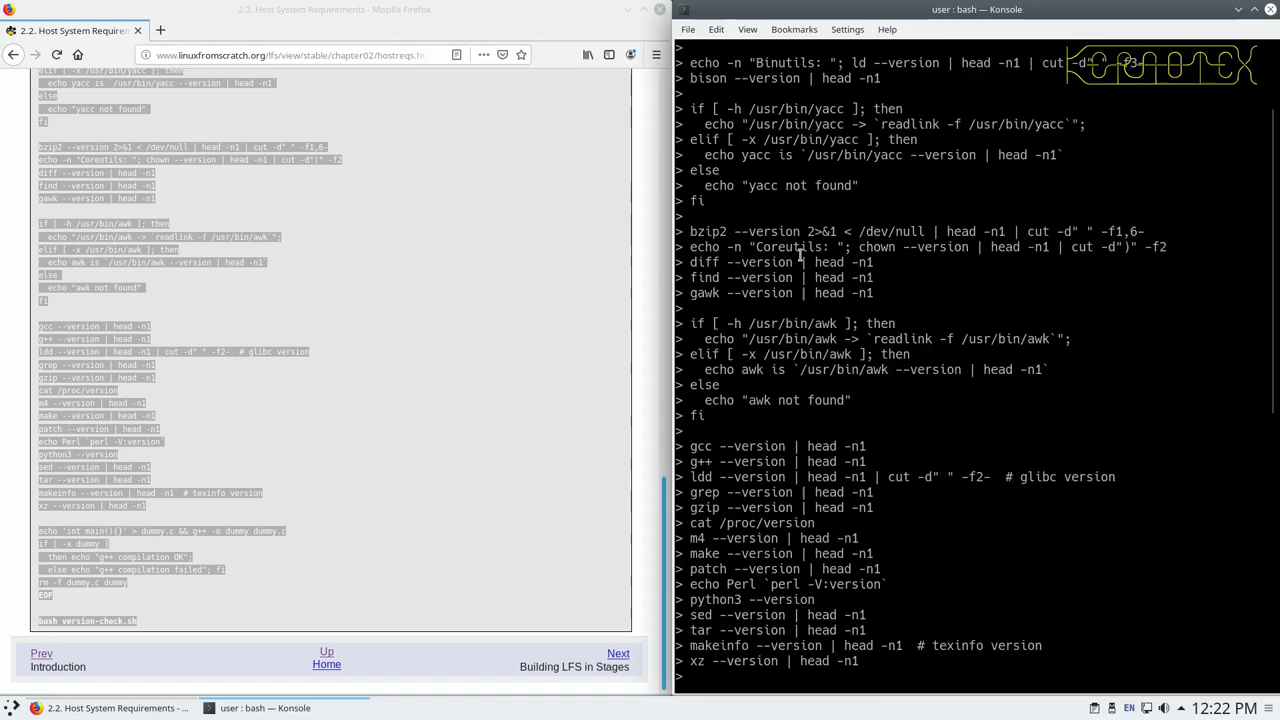 2.2. Host System Requirements - Mozilla Firefox
2.2. Host System Requirem
www.linuxfromscratch.org/lfs/view/stable/chapter02/hostreqs.h
elif [ -x /usr/bin/yacc ]; then
  echo yacc is `/usr/bin/yacc --version | head -n1`
else
  echo "yacc not found"
fi
bzip2 --version 2>&1 < /dev/null | head -n1 | cut -d" " -f1,6-
echo -n "Coreutils: "; chown --version | head -n1 | cut -d")" -f2
diff --version | head -n1
find --version | head -n1
gawk --version | head -n1
if [ -h /usr/bin/awk ]; then
  echo "/usr/bin/awk -> `readlink -f /usr/bin/awk`";
elif [ -x /usr/bin/awk ]; then
  echo awk is `/usr/bin/awk --version | head -n1`
else
  echo "awk not found"
fi
gcc --version | head -n1
g++ --version | head -n1
ldd --version | head -n1 | cut -d" " -f2-  # glibc version
grep --version | head -n1
gzip --version | head -n1
cat /proc/version
m4 --version | head -n1
make --version | head -n1
patch --version | head -n1
echo Perl `perl -V:version`
python3 --version
sed --version | head -n1
tar --version | head -n1
makeinfo --version | head -n1  # texinfo version
xz --version | head -n1
echo 'int main(){}' > dummy.c && g++ -o dummy dummy.c
if [ -x dummy ]
  then echo "g++ compilation OK";
  else echo "g++ compilation failed"; fi
rm -f dummy.c dummy
EOF
bash version-check.sh
Prev
Up
Next
Introduction
Home
Building LFS in Stages
user : bash — Konsole
File Edit View Bookmarks Settings Help
>
> echo -n "Binutils: "; ld --version | head -n1 | cut -d" " -f3-
> bison --version | head -n1
>
> if [ -h /usr/bin/yacc ]; then
>   echo "/usr/bin/yacc -> `readlink -f /usr/bin/yacc`";
> elif [ -x /usr/bin/yacc ]; then
>   echo yacc is `/usr/bin/yacc --version | head -n1`
> else
>   echo "yacc not found"
> fi
>
> bzip2 --version 2>&1 < /dev/null | head -n1 | cut -d" " -f1,6-
> echo -n "Coreutils: "; chown --version | head -n1 | cut -d")" -f2
> diff --version | head -n1
> find --version | head -n1
> gawk --version | head -n1
>
> if [ -h /usr/bin/awk ]; then
>   echo "/usr/bin/awk -> `readlink -f /usr/bin/awk`";
> elif [ -x /usr/bin/awk ]; then
>   echo awk is `/usr/bin/awk --version | head -n1`
> else
>   echo "awk not found"
> fi
>
> gcc --version | head -n1
> g++ --version | head -n1
> ldd --version | head -n1 | cut -d" " -f2-  # glibc version
> grep --version | head -n1
> gzip --version | head -n1
> cat /proc/version
> m4 --version | head -n1
> make --version | head -n1
> patch --version | head -n1
> echo Perl `perl -V:version`
> python3 --version
> sed --version | head -n1
> tar --version | head -n1
> makeinfo --version | head -n1  # texinfo version
> xz --version | head -n1
>
2.2. Host System Requirements - ...
user : bash — Konsole
EN
12:22 PM